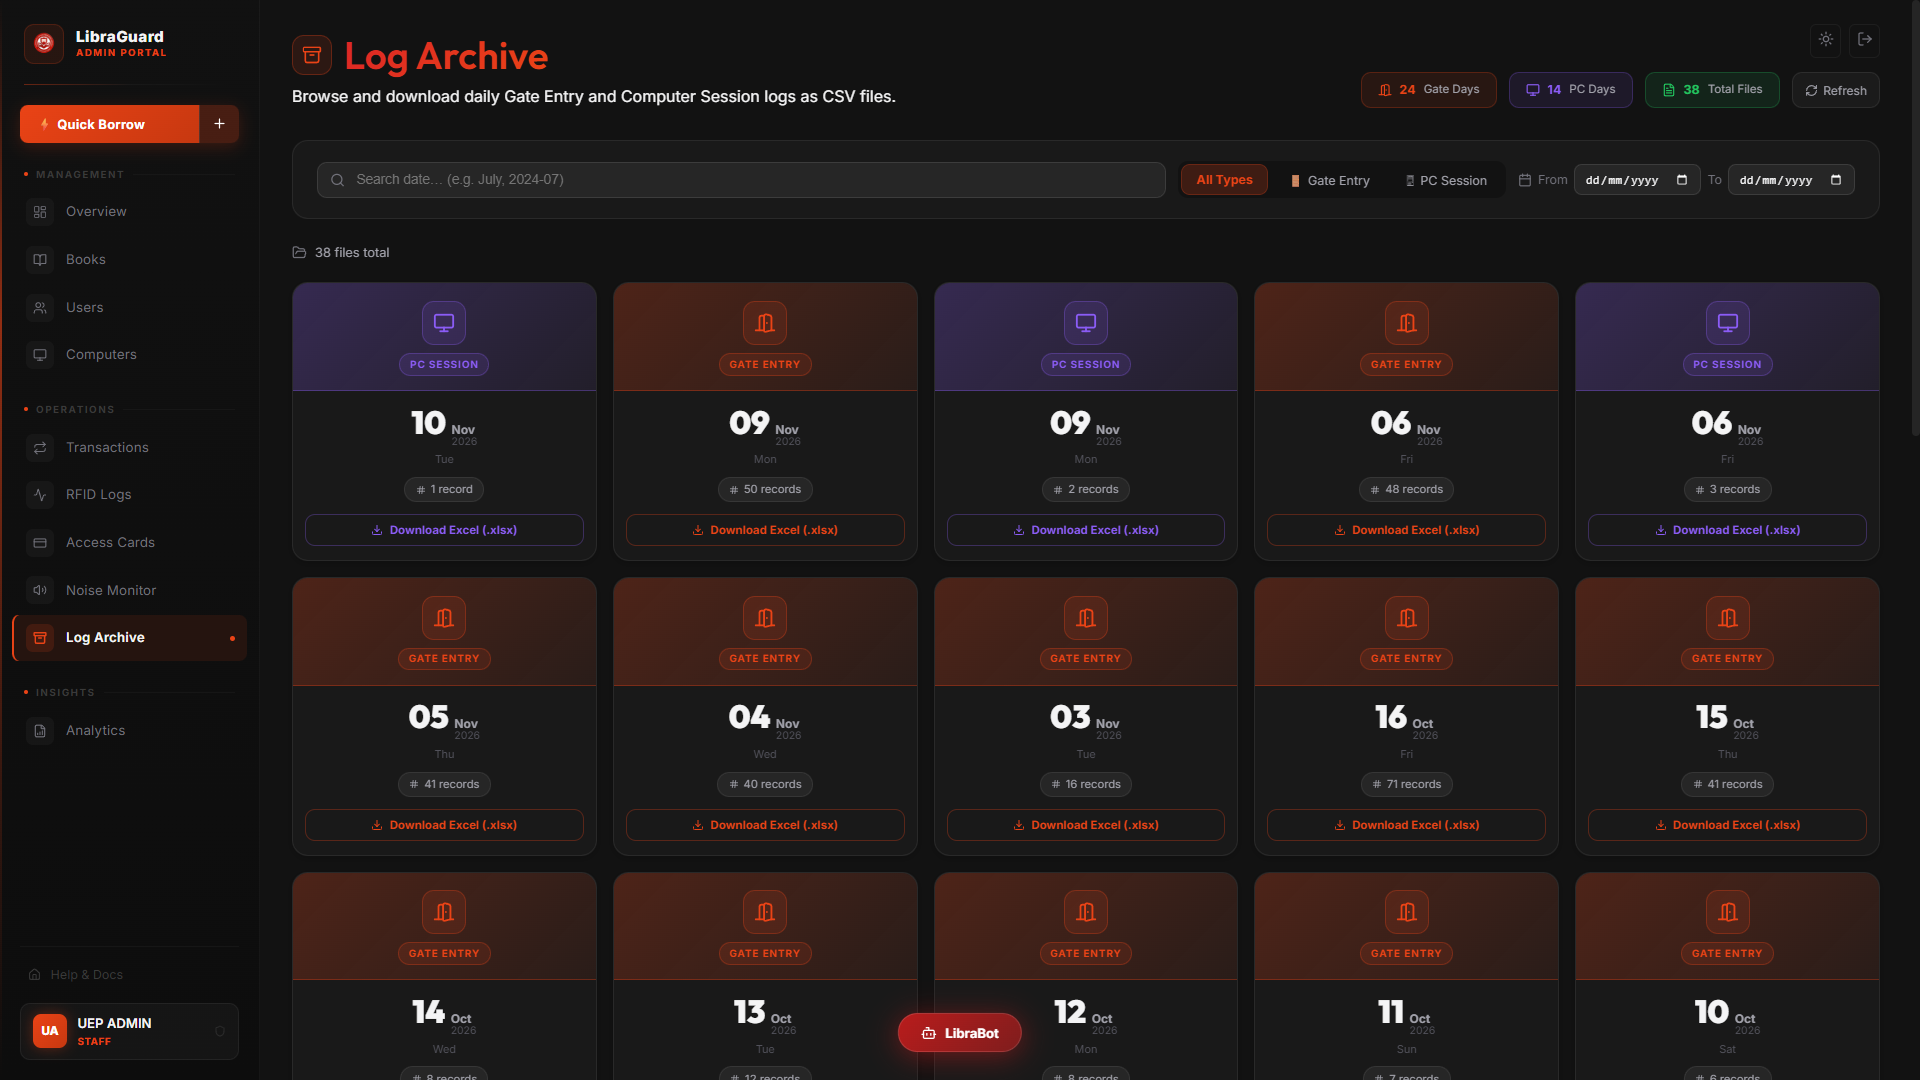 LibraGuard
ADMIN PORTAL
Quick Borrow
+
MANAGEMENT
Overview
Books
Users
Computers
OPERATIONS
Transactions
RFID Logs
Access Cards
Noise Monitor
Log Archive
INSIGHTS
Analytics
Help & Docs
UA
UEP ADMIN
STAFF
Log Archive
Browse and download daily Gate Entry and Computer Session logs as CSV files.
24 Gate Days
14 PC Days
38 Total Files
Refresh
Search date... (e.g. July, 2024-07)
All Types
Gate Entry
PC Session
From
dd/mm/yyyy
To
dd/mm/yyyy
38 files total
PC SESSION
10 Nov
2026
Tue
# 1 record
Download Excel (.xlsx)
GATE ENTRY
09 Nov
2026
Mon
# 50 records
Download Excel (.xlsx)
PC SESSION
09 Nov
2026
Mon
# 2 records
Download Excel (.xlsx)
GATE ENTRY
06 Nov
2026
Fri
# 48 records
Download Excel (.xlsx)
PC SESSION
06 Nov
2026
Fri
# 3 records
Download Excel (.xlsx)
GATE ENTRY
05 Nov
2026
Thu
# 41 records
Download Excel (.xlsx)
GATE ENTRY
04 Nov
2026
Wed
# 40 records
Download Excel (.xlsx)
GATE ENTRY
03 Nov
2026
Tue
# 16 records
Download Excel (.xlsx)
GATE ENTRY
16 Oct
2026
Fri
# 71 records
Download Excel (.xlsx)
GATE ENTRY
15 Oct
2026
Thu
# 41 records
Download Excel (.xlsx)
GATE ENTRY
14 Oct
2026
Wed
# 8 records
GATE ENTRY
13 Oct
2026
Tue
# 12 records
GATE ENTRY
12 Oct
2026
Mon
# 8 records
GATE ENTRY
11 Oct
2026
Sun
# 7 records
GATE ENTRY
10 Oct
2026
Sat
# 6 records
LibraBot